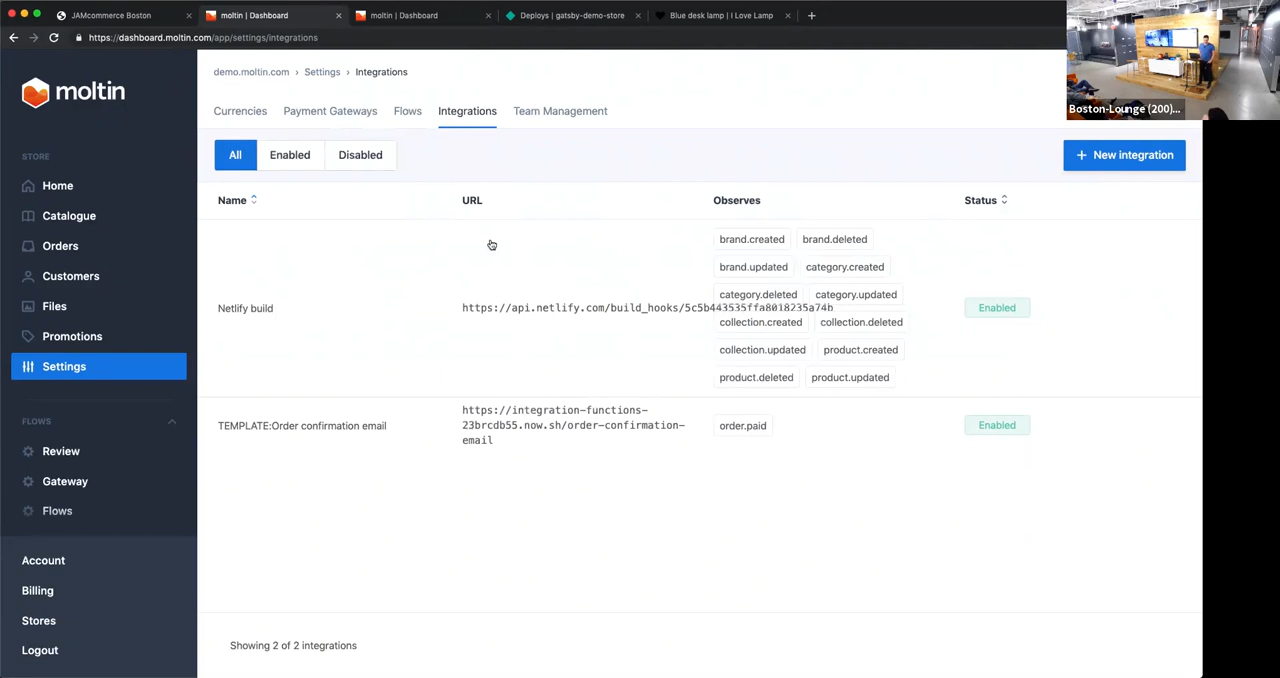 JAMcommerce Boston
moltin | Dashboard
moltin | Dashboard
Deploys | gatsby-demo-store
Blue desk lamp | I Love Lamp
https://dashboard.moltin.com/app/settings/integrations
Boston-Lounge (200)...
moltin
STORE
Home
Catalogue
Orders
Customers
Files
Promotions
Settings
FLOWS
Review
Gateway
Flows
Account
Billing
Stores
Logout
demo.moltin.com › Settings › Integrations
Currencies Payment Gateways Flows Integrations Team Management
All Enabled Disabled
+ New integration
Name URL Observes Status
brand.created brand.deleted
brand.updated category.created
category.deleted category.updated
Netlify build https://api.netlify.com/build_hooks/5c5b443535ffa8018235a74b Enabled
collection.created collection.deleted
collection.updated product.created
product.deleted product.updated
https://integration-functions-
TEMPLATE:Order confirmation email 23brcdb55.now.sh/order-confirmation- order.paid Enabled
email
Showing 2 of 2 integrations